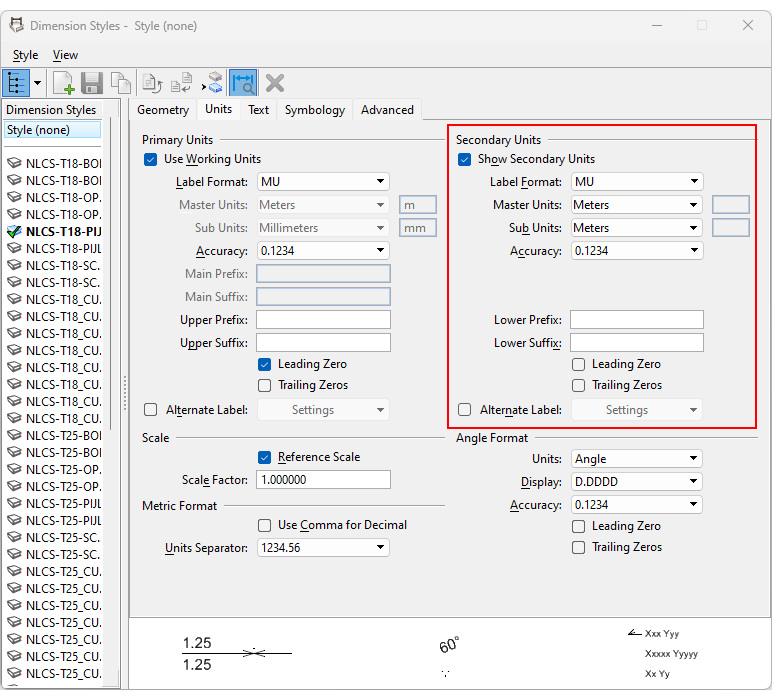 Dimension Styles - Style (none)
Style View
Dimension Styles
Style (none)
NLCS-T18-BOI
NLCS-T18-BOI
NLCS-T18-OP.
NLCS-T18-OP.
NLCS-T18-PIJ
NLCS-T18-PIJL
NLCS-T18-SC.
NLCS-T18-SC.
NLCS-T18_CU.
NLCS-T18_CU.
NLCS-T18_CU.
NLCS-T18_CU.
NLCS-T18_CU.
NLCS-T18_CU.
NLCS-T18_CU.
NLCS-T18_CU.
NLCS-T25-BOI
NLCS-T25-BOI
NLCS-T25-OP.
NLCS-T25-OP.
NLCS-T25-PIJL
NLCS-T25-PIJL
NLCS-T25-SC.
NLCS-T25-SC.
NLCS-T25_CU.
NLCS-T25_CU.
NLCS-T25_CU.
NLCS-T25_CU.
NLCS-T25_CU.
NLCS-T25_CU.
NLCS-T25_CU.
Geometry Units Text Symbology Advanced
Primary Units
Use Working Units
Label Format: MU
Master Units: Meters m
Sub Units: Millimeters mm
Accuracy: 0.1234
Main Prefix:
Main Suffix:
Upper Prefix:
Upper Suffix:
Leading Zero
Trailing Zeros
Alternate Label: Settings
Secondary Units
Show Secondary Units
Label Format: MU
Master Units: Meters
Sub Units: Meters
Accuracy: 0.1234
Lower Prefix:
Lower Suffix:
Leading Zero
Trailing Zeros
Alternate Label: Settings
Scale
Reference Scale
Scale Factor: 1.000000
Metric Format
Use Comma for Decimal
Units Separator: 1234.56
Angle Format
Units: Angle
Display: D.DDDD
Accuracy: 0.1234
Leading Zero
Trailing Zeros
1.25
1.25
60°
Xxx Yyy
Xxxxx Yyyyy
Xx Yy